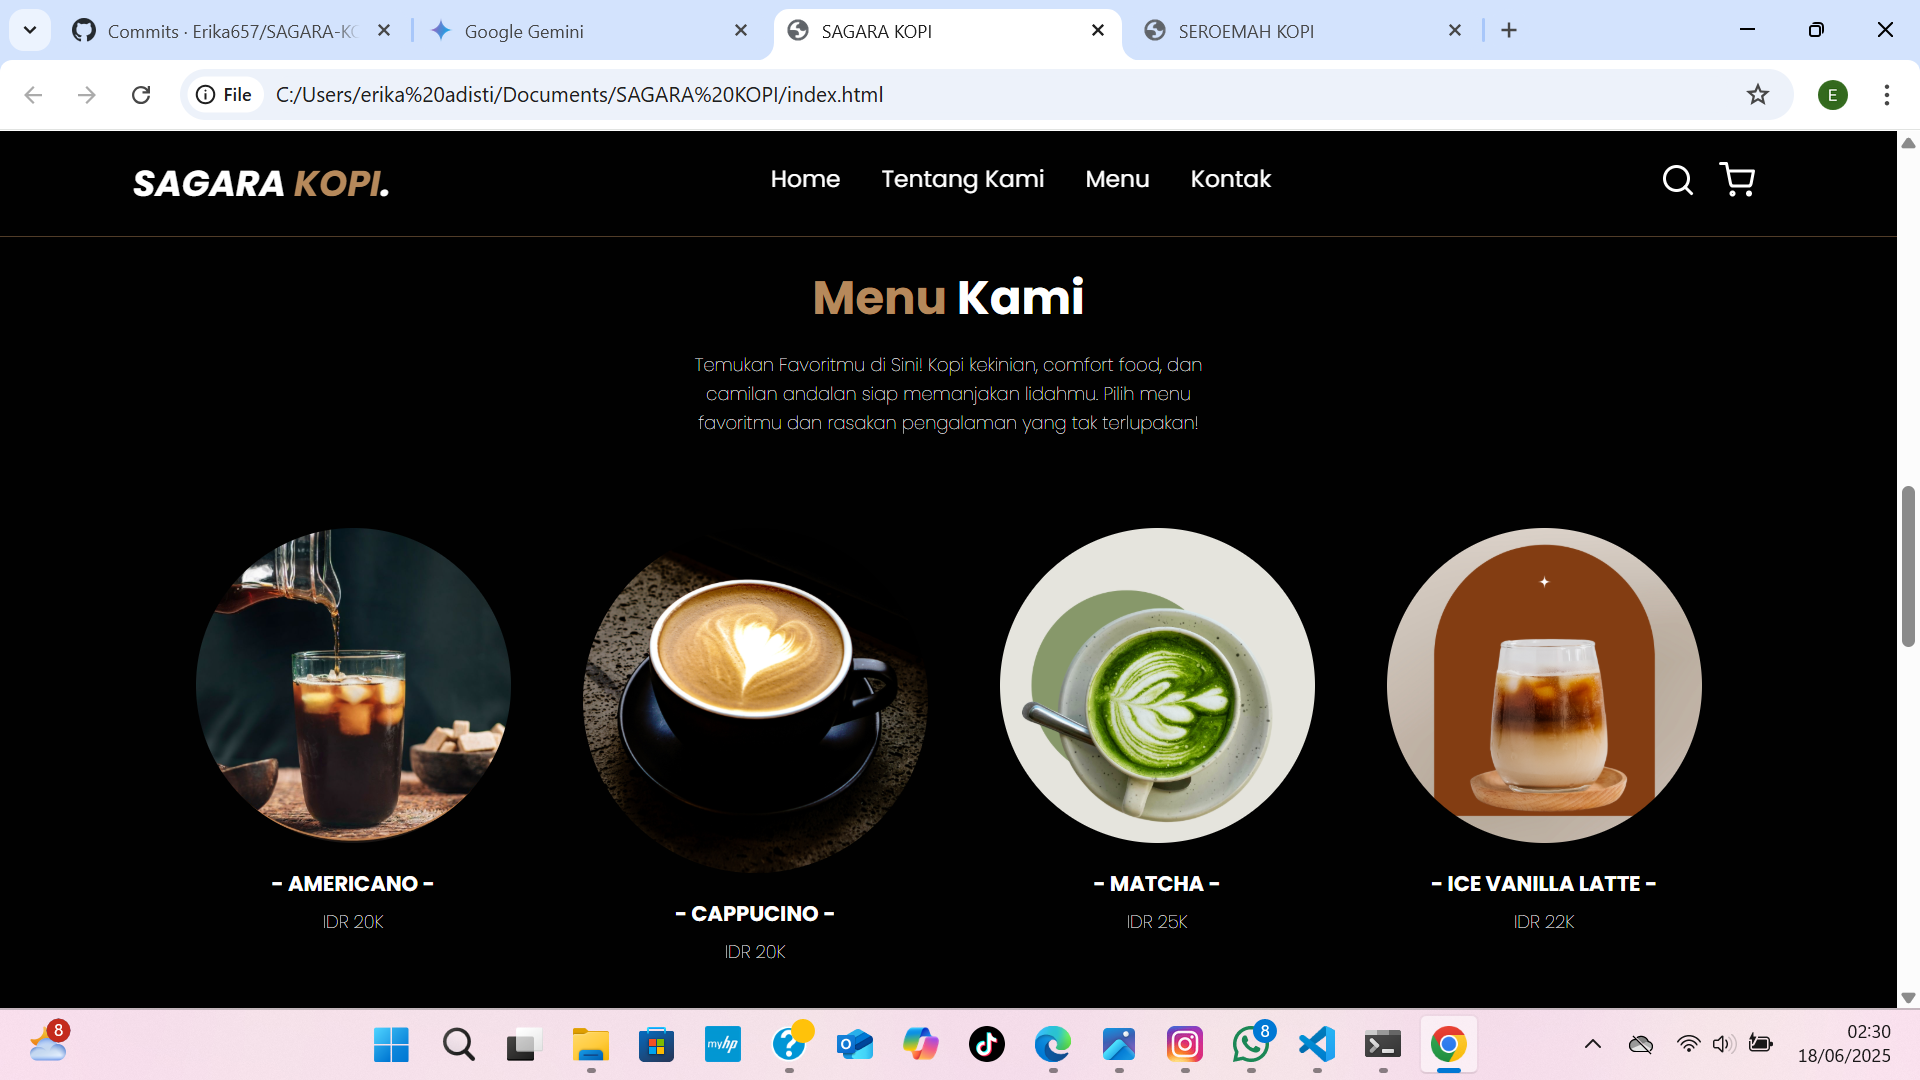 Commits · Erika657/SAGARA-KO
Google Gemini
SAGARA KOPI
SEROEMAH KOPI
File
C:/Users/erika%20adisti/Documents/SAGARA%20KOPI/index.html
E
SAGARA KOPI.
Home
Tentang Kami
Menu
Kontak
Menu Kami
Temukan Favoritmu di Sini! Kopi kekinian, comfort food, dan
camilan andalan siap memanjakan lidahmu. Pilih menu
favoritmu dan rasakan pengalaman yang tak terlupakan!
- AMERICANO -
IDR 20K
- CAPPUCINO -
IDR 20K
- MATCHA -
IDR 25K
- ICE VANILLA LATTE -
IDR 22K
8
myhp
8
02:30
18/06/2025